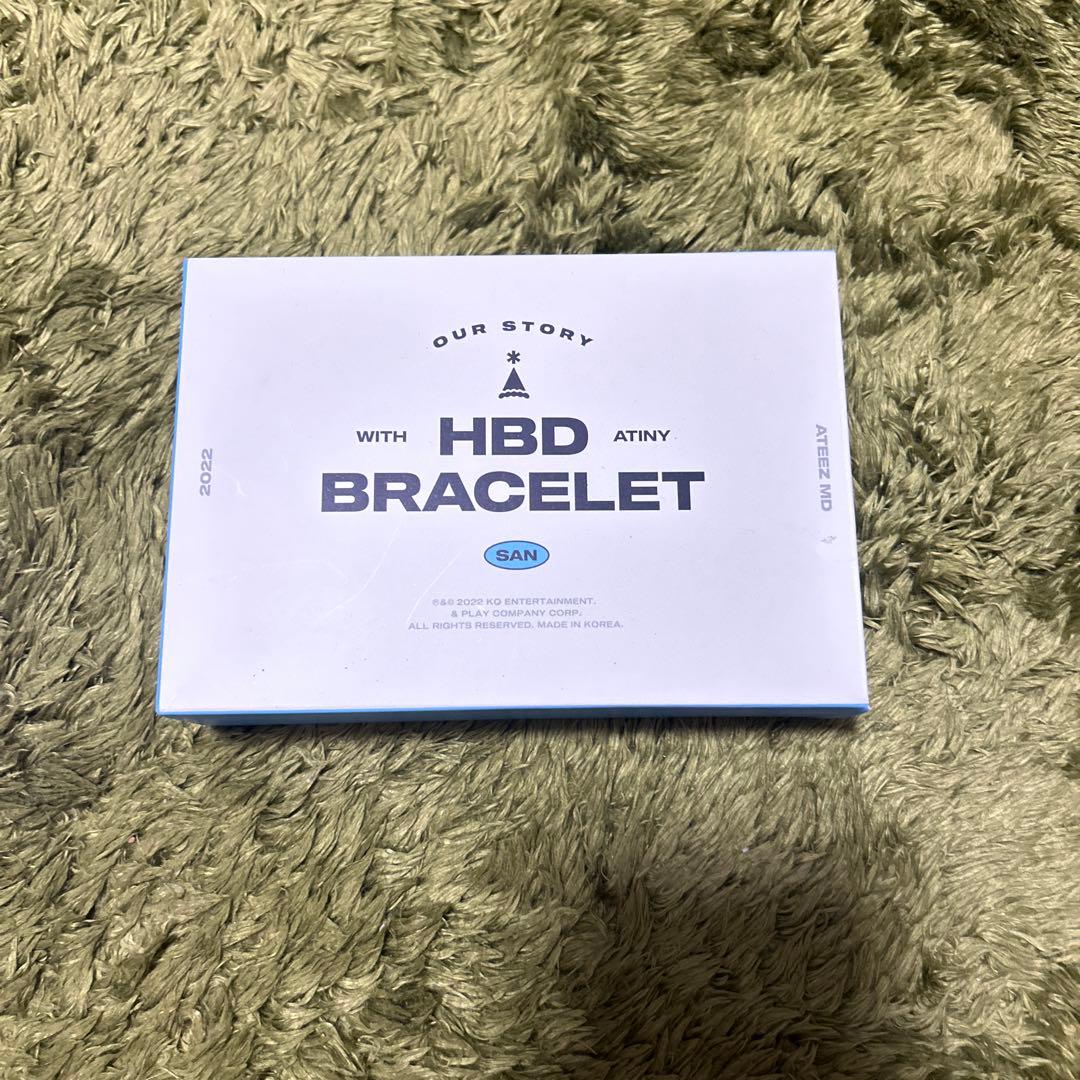 OUR STORY
WITH HBD ATINY
BRACELET
SAN
2022
ATEEZ MD
℗&© 2022 KQ ENTERTAINMENT.
& PLAY COMPANY CORP.
ALL RIGHTS RESERVED. MADE IN KOREA.